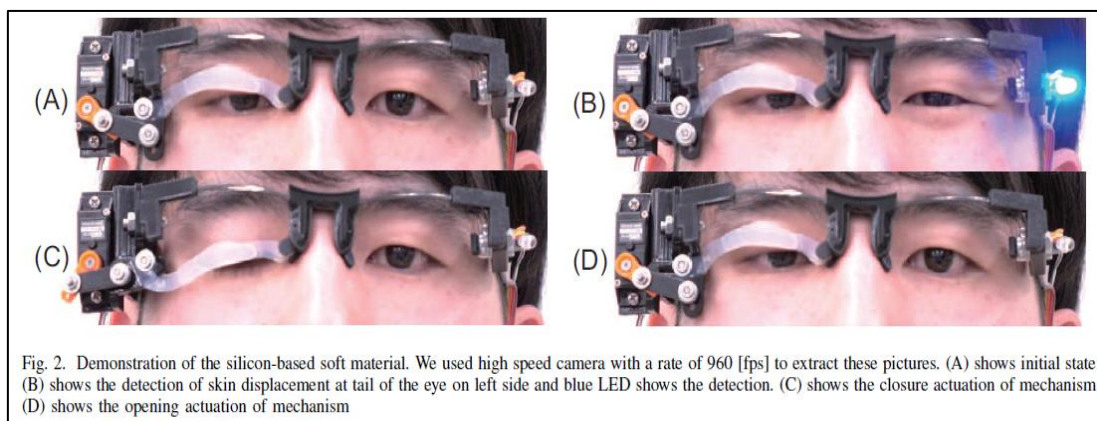 (A)
(B)
(C)
(D)
Fig. 2. Demonstration of the silicon-based soft material. We used high speed camera with a rate of 960 [fps] to extract these pictures. (A) shows initial state
(B) shows the detection of skin displacement at tail of the eye on left side and blue LED shows the detection. (C) shows the closure actuation of mechanism
(D) shows the opening actuation of mechanism